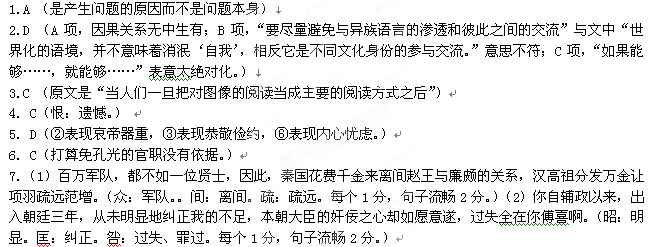 1.A （是产生问题的原因而不是问题本身）
2.D （A 项，因果关系无中生有；B 项，“要尽量避免与异族语言的渗透和彼此之间的交流”与文中“世
界化的语境，并不意味着消泯‘自我’，相反它是不同文化身份的参与交流。”意思不符；C 项，“如果能
够……，就能够……”表意太绝对化。）
3.C（原文是“当人们一旦把对图像的阅读当成主要的阅读方式之后”）
4. C（恨：遗憾。）
5. D（②表现哀帝器重，③表现恭敬俭约，⑥表现内心忧虑。）
6. C（打算免孔光的官职没有依据。）
7.（1）百万军队，都不如一位贤士，因此，秦国花费千金来离间赵王与廉颇的关系，汉高祖分发万金让
项羽疏远范增。（众：军队。。间：离间。疏：疏远。每个 1 分，句子流畅 2 分。）（2）你自辅政以来，出
入朝廷三年，从未明显地纠正我的不足，本朝大臣的奸佞之心却如愿意遂，过失全在你傅喜啊。（昭：明
显。匡：纠正。咎：过失、罪过。每个 1 分，句子流畅 2 分。）